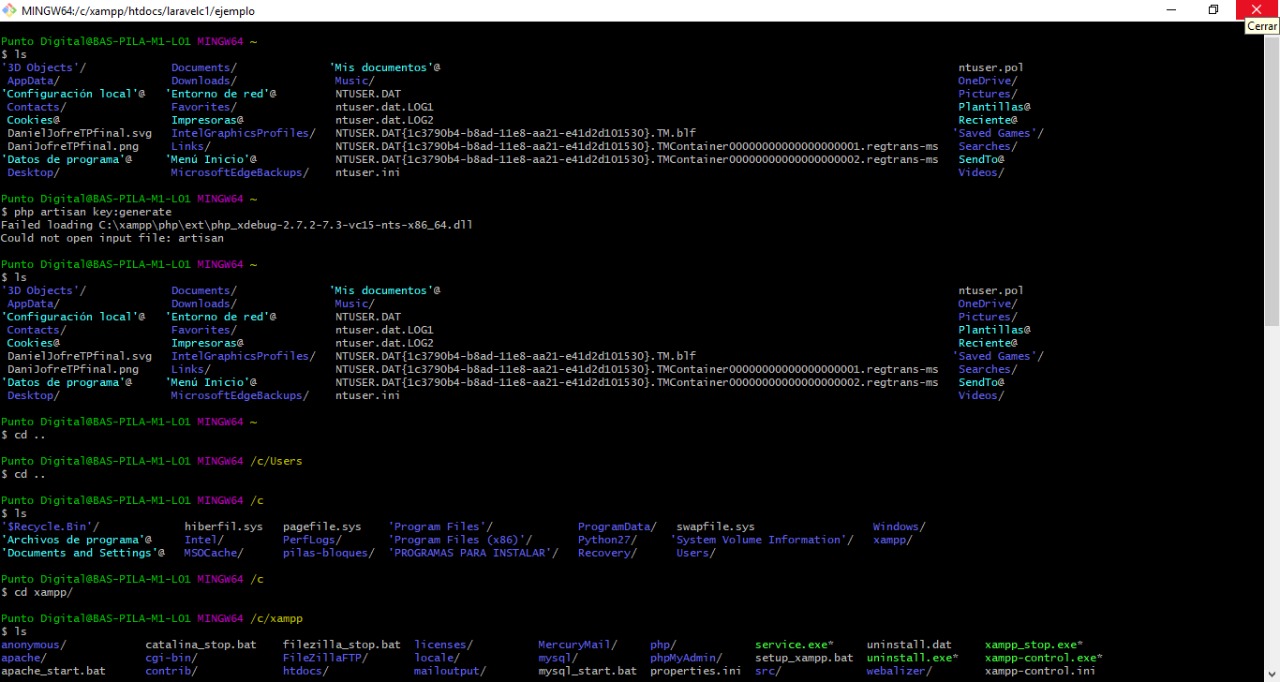 MINGW64:/c/xampp/htdocs/laravelc1/ejemplo
Cerrar
Punto Digital@BAS-PILA-M1-L01 MINGW64 ~
$ ls
'3D Objects'/ Documents/ 'Mis documentos'@ ntuser.pol
AppData/ Downloads/ Music/ OneDrive/
'Configuración local'@ 'Entorno de red'@ NTUSER.DAT Pictures/
Contacts/ Favorites/ ntuser.dat.LOG1 Plantillas@
Cookies@ Impresoras@ ntuser.dat.LOG2 Reciente@
DanielJofreTPfinal.svg IntelGraphicsProfiles/ NTUSER.DAT{1c3790b4-b8ad-11e8-aa21-e41d2d101530}.TM.blf 'Saved Games'/
DaniJofreTPfinal.png Links/ NTUSER.DAT{1c3790b4-b8ad-11e8-aa21-e41d2d101530}.TMContainer00000000000000000001.regtrans-ms Searches/
'Datos de programa'@ 'Menú Inicio'@ NTUSER.DAT{1c3790b4-b8ad-11e8-aa21-e41d2d101530}.TMContainer00000000000000000002.regtrans-ms SendTo@
Desktop/ MicrosoftEdgeBackups/ ntuser.ini Videos/
Punto Digital@BAS-PILA-M1-L01 MINGW64 ~
$ php artisan key:generate
Failed loading C:\xampp\php\ext\php_xdebug-2.7.2-7.3-vc15-nts-x86_64.dll
Could not open input file: artisan
Punto Digital@BAS-PILA-M1-L01 MINGW64 ~
$ ls
'3D Objects'/ Documents/ 'Mis documentos'@ ntuser.pol
AppData/ Downloads/ Music/ OneDrive/
'Configuración local'@ 'Entorno de red'@ NTUSER.DAT Pictures/
Contacts/ Favorites/ ntuser.dat.LOG1 Plantillas@
Cookies@ Impresoras@ ntuser.dat.LOG2 Reciente@
DanielJofreTPfinal.svg IntelGraphicsProfiles/ NTUSER.DAT{1c3790b4-b8ad-11e8-aa21-e41d2d101530}.TM.blf 'Saved Games'/
DaniJofreTPfinal.png Links/ NTUSER.DAT{1c3790b4-b8ad-11e8-aa21-e41d2d101530}.TMContainer00000000000000000001.regtrans-ms Searches/
'Datos de programa'@ 'Menú Inicio'@ NTUSER.DAT{1c3790b4-b8ad-11e8-aa21-e41d2d101530}.TMContainer00000000000000000002.regtrans-ms SendTo@
Desktop/ MicrosoftEdgeBackups/ ntuser.ini Videos/
Punto Digital@BAS-PILA-M1-L01 MINGW64 ~
$ cd ..
Punto Digital@BAS-PILA-M1-L01 MINGW64 /c/Users
$ cd ..
Punto Digital@BAS-PILA-M1-L01 MINGW64 /c
$ ls
'$Recycle.Bin'/ hiberfil.sys pagefile.sys 'Program Files'/ ProgramData/ swapfile.sys Windows/
'Archivos de programa'@ Intel/ PerfLogs/ 'Program Files (x86)'/ Python27/ 'System Volume Information'/ xampp/
'Documents and Settings'@ MSOCache/ pilas-bloques/ 'PROGRAMAS PARA INSTALAR'/ Recovery/ Users/
Punto Digital@BAS-PILA-M1-L01 MINGW64 /c
$ cd xampp/
Punto Digital@BAS-PILA-M1-L01 MINGW64 /c/xampp
$ ls
anonymous/ catalina_stop.bat filezilla_stop.bat licenses/ MercuryMail/ php/ service.exe* uninstall.dat xampp_stop.exe*
apache/ cgi-bin/ FileZillaFTP/ locale/ mysql/ phpMyAdmin/ setup_xampp.bat uninstall.exe* xampp-control.exe*
apache_start.bat contrib/ htdocs/ mailoutput/ mysql_start.bat properties.ini src/ webalizer/ xampp-control.ini